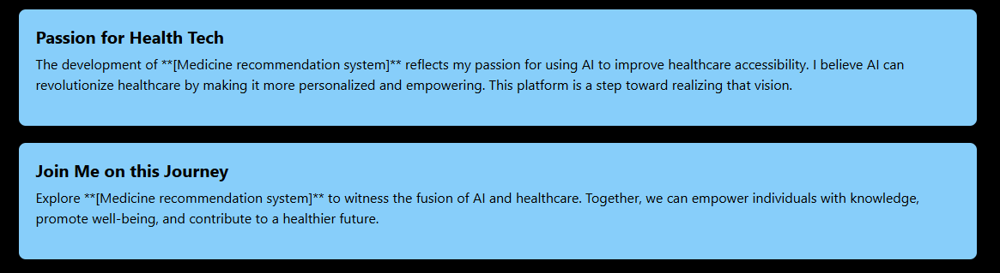 Passion for Health Tech
The development of **[Medicine recommendation system]** reflects my passion for using AI to improve healthcare accessibility. I believe AI can
revolutionize healthcare by making it more personalized and empowering. This platform is a step toward realizing that vision.
Join Me on this Journey
Explore **[Medicine recommendation system]** to witness the fusion of AI and healthcare. Together, we can empower individuals with knowledge,
promote well-being, and contribute to a healthier future.